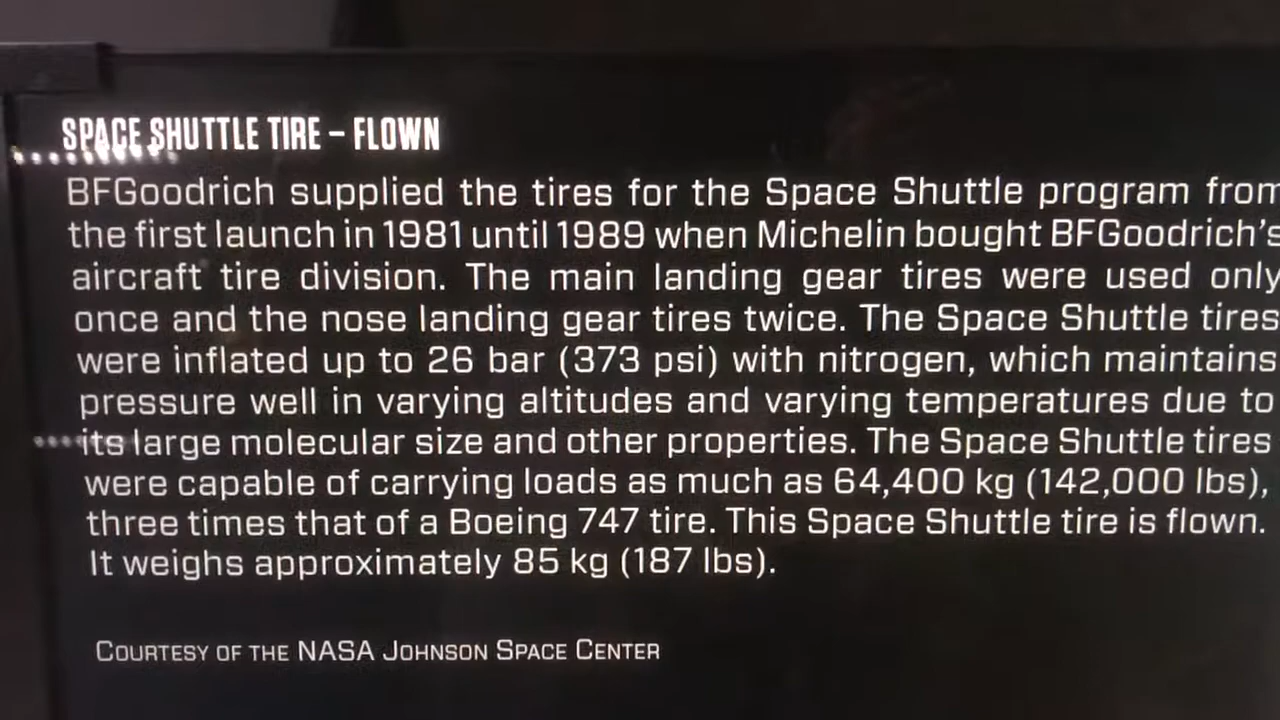 SPACE SHUTTLE TIRE – FLOWN
BFGoodrich supplied the tires for the Space Shuttle program from
the first launch in 1981 until 1989 when Michelin bought BFGoodrich's
aircraft tire division. The main landing gear tires were used only
once and the nose landing gear tires twice. The Space Shuttle tires
were inflated up to 26 bar (373 psi) with nitrogen, which maintains
pressure well in varying altitudes and varying temperatures due to
its large molecular size and other properties. The Space Shuttle tires
were capable of carrying loads as much as 64,400 kg (142,000 lbs),
three times that of a Boeing 747 tire. This Space Shuttle tire is flown.
It weighs approximately 85 kg (187 lbs).
COURTESY OF THE NASA JOHNSON SPACE CENTER